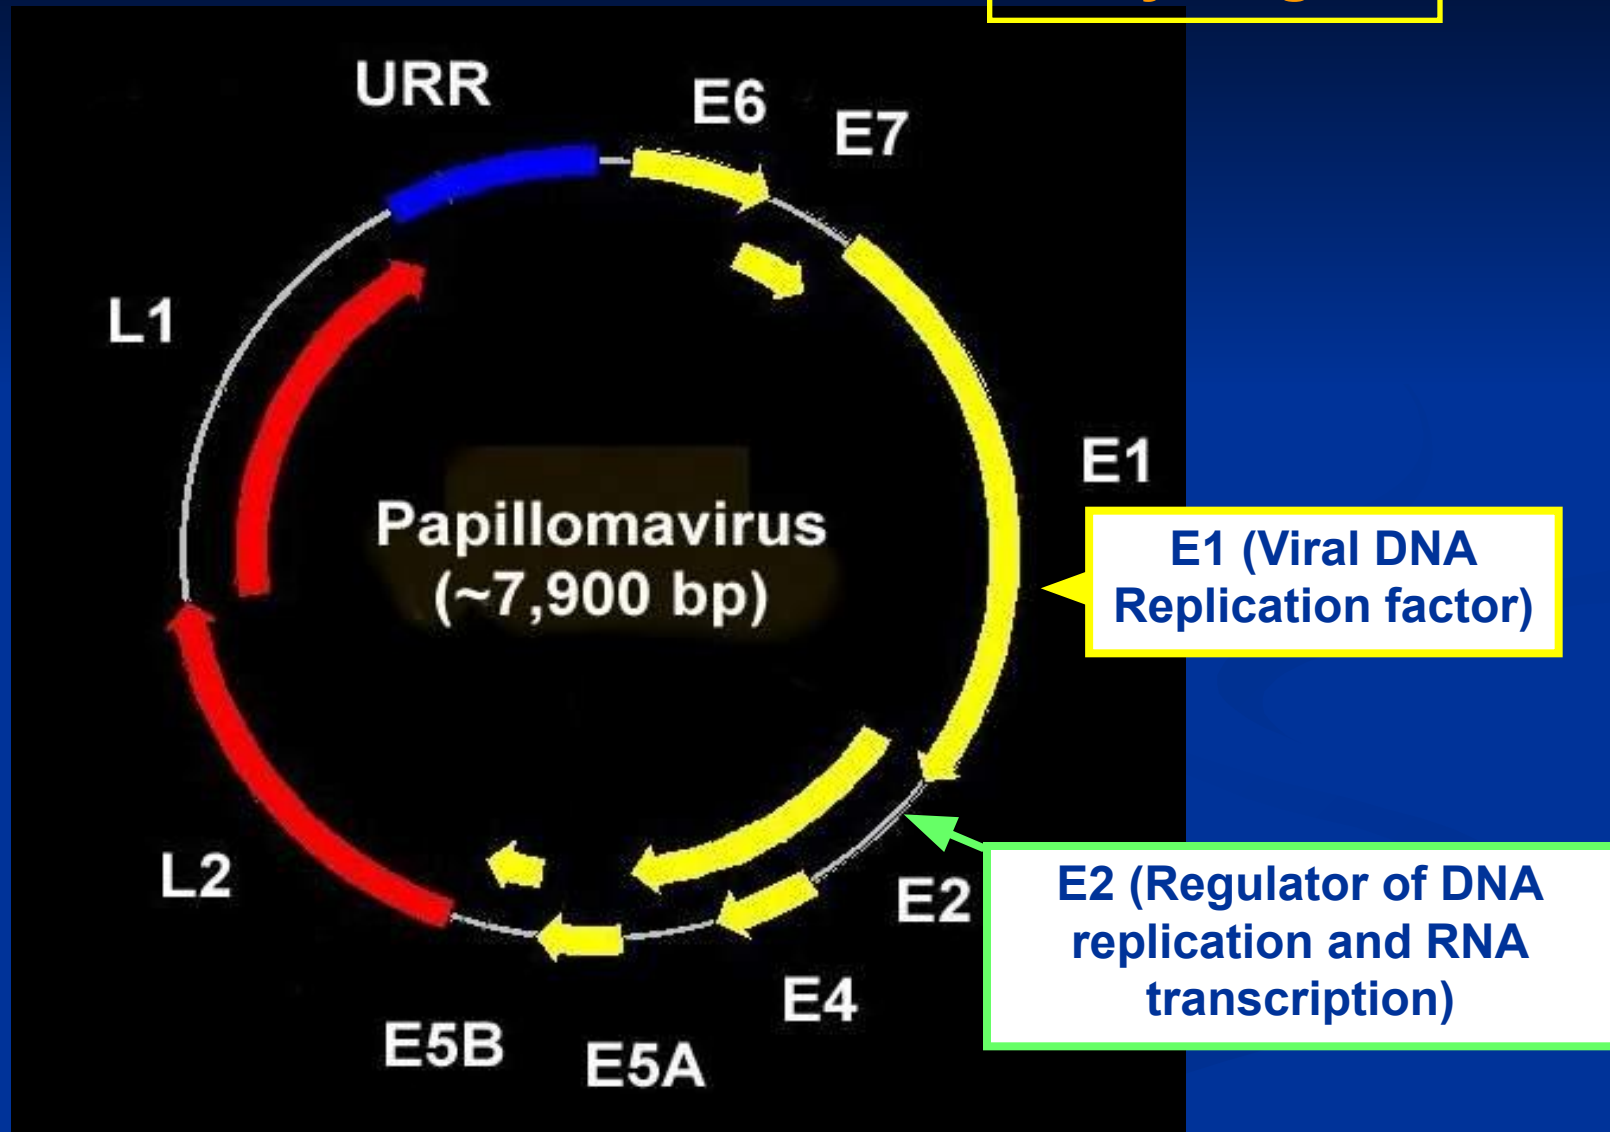 URR
E6
E7
L1
E1
Papillomavirus
(~7,900 bp)
E1 (Viral DNA
Replication factor)
L2
E2
E2 (Regulator of DNA
replication and RNA
transcription)
E4
E5B
E5A